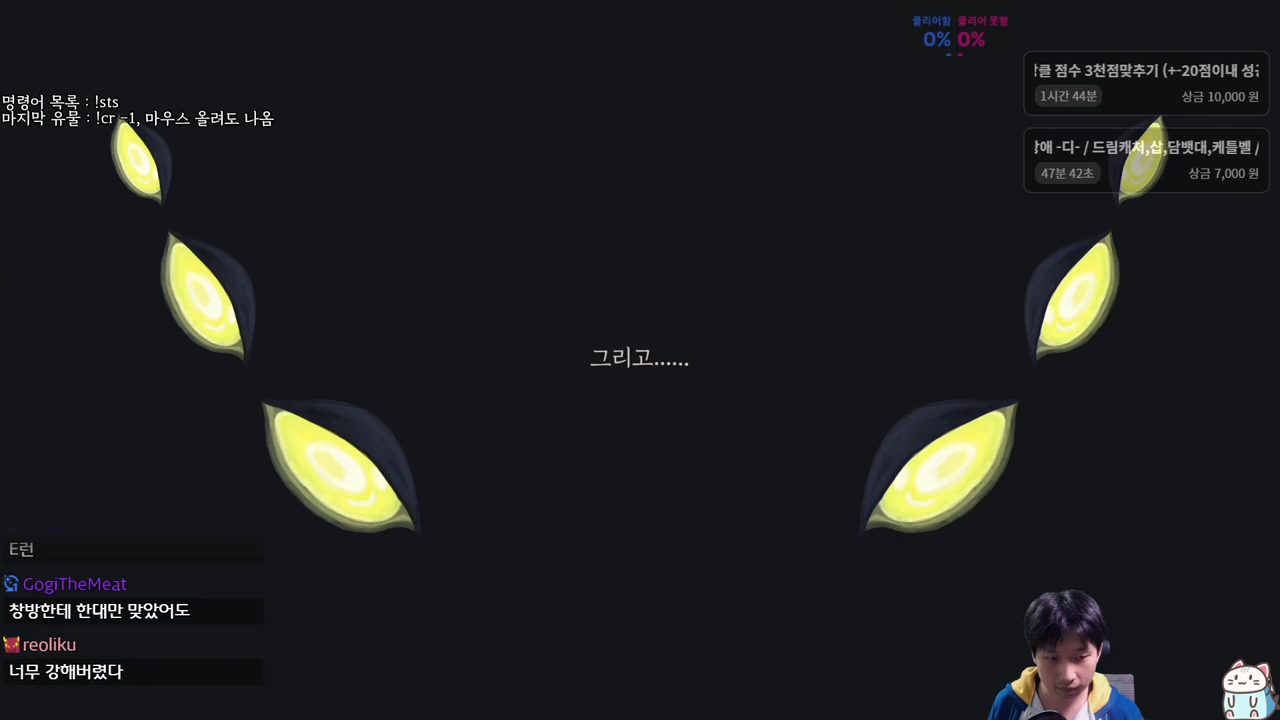 클리어함 클리어 못함
0% 0%
클 점수 3천점맞추기 (+-20점이내 성공
1시간 44분 상금 10,000 원
명령어 목록 : !sts
마지막 유물 : !cr -1, 마우스 올려도 나옴
-디- / 드림캐처,삽,담뱃대,케틀벨 /
47분 42초 상금 7,000 원
그리고......
E런
GogiTheMeat
창방한테 한대만 맞았어도
reoliku
너무 강해버렸다